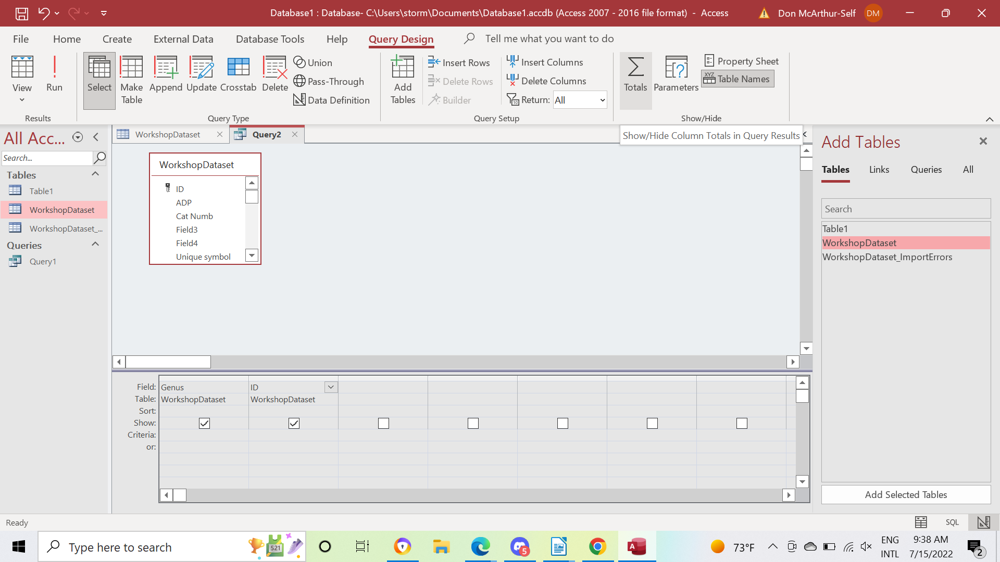 Database1 : Database- C:\Users\storm\Documents\Database1.accdb (Access 2007 - 2016 file format) - Access
Don McArthur-Self
DM
File Home Create External Data Database Tools Help Query Design Tell me what you want to do
View
Run
Results
Select
Make Table
Append
Update
Crosstab
Delete
Union
Pass-Through
Data Definition
Query Type
Add Tables
Insert Rows
Delete Rows
Builder
Insert Columns
Delete Columns
10
Return: All
Query Setup
Totals
Parameters
Property Sheet
XYZ
Table Names
Show/Hide
All Acc...
Search...
Tables
Table1
WorkshopDataset
WorkshopDataset_...
Queries
Query1
WorkshopDataset
Query2
Show/Hide Column Totals in Query Results
WorkshopDataset
ID
ADP
Cat Numb
Field3
Field4
Unique symbol
Field: Genus ID
Table: WorkshopDataset WorkshopDataset
Sort:
Show:
Criteria:
or:
Add Tables
Tables Links Queries All
Search
Table1
WorkshopDataset
WorkshopDataset_ImportErrors
Add Selected Tables
Ready
SQL
Type here to search
521
5
A
73°F
ENG
INTL
9:38 AM
7/15/2022
2